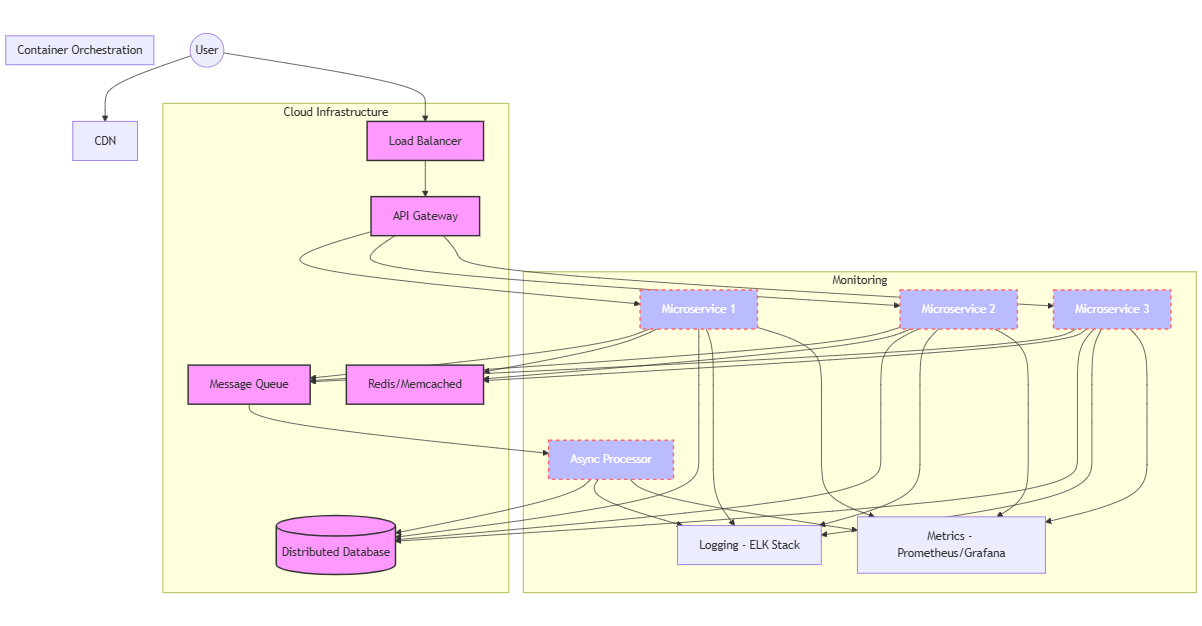 Container Orchestration
User
Cloud Infrastructure
CDN
Load Balancer
API Gateway
Monitoring
Microservice 1
Microservice 2
Microservice 3
Message Queue
Redis/Memcached
Async Processor
Distributed Database
Logging - ELK Stack
Metrics -
Prometheus/Grafana